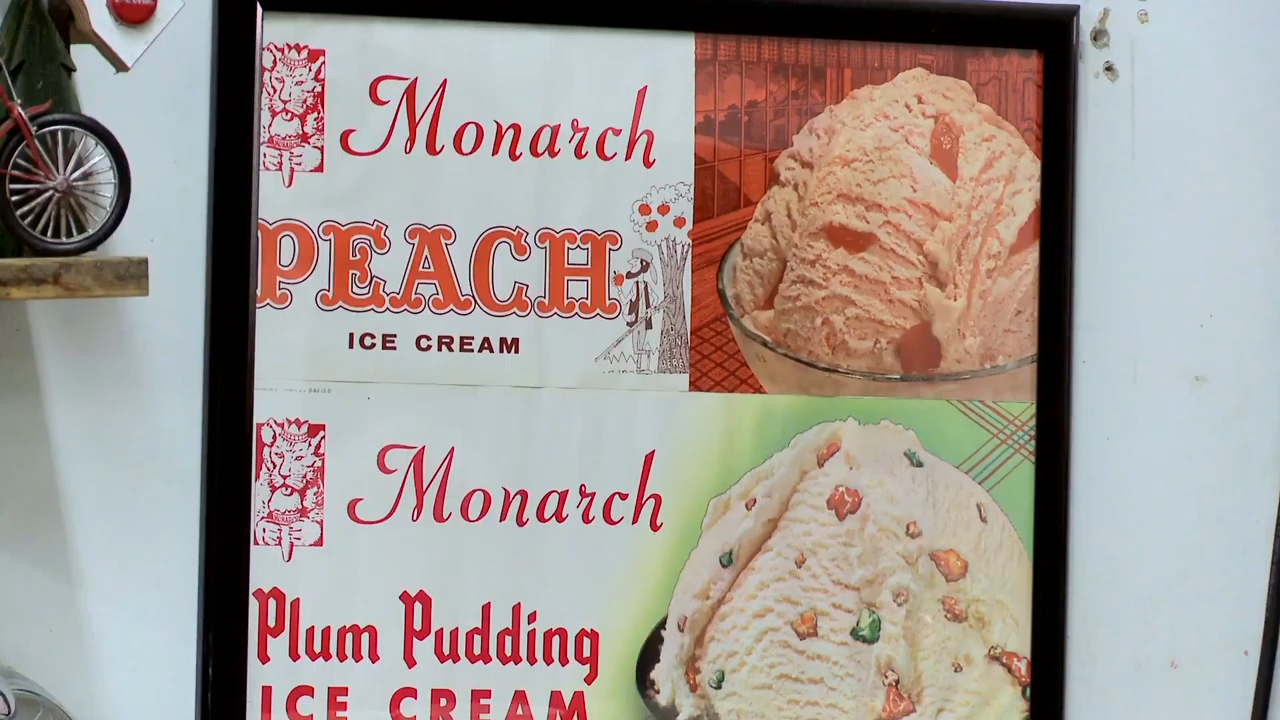 Monarch
PEACH
ICE CREAM
Monarch
Plum Pudding
ICE CREAM